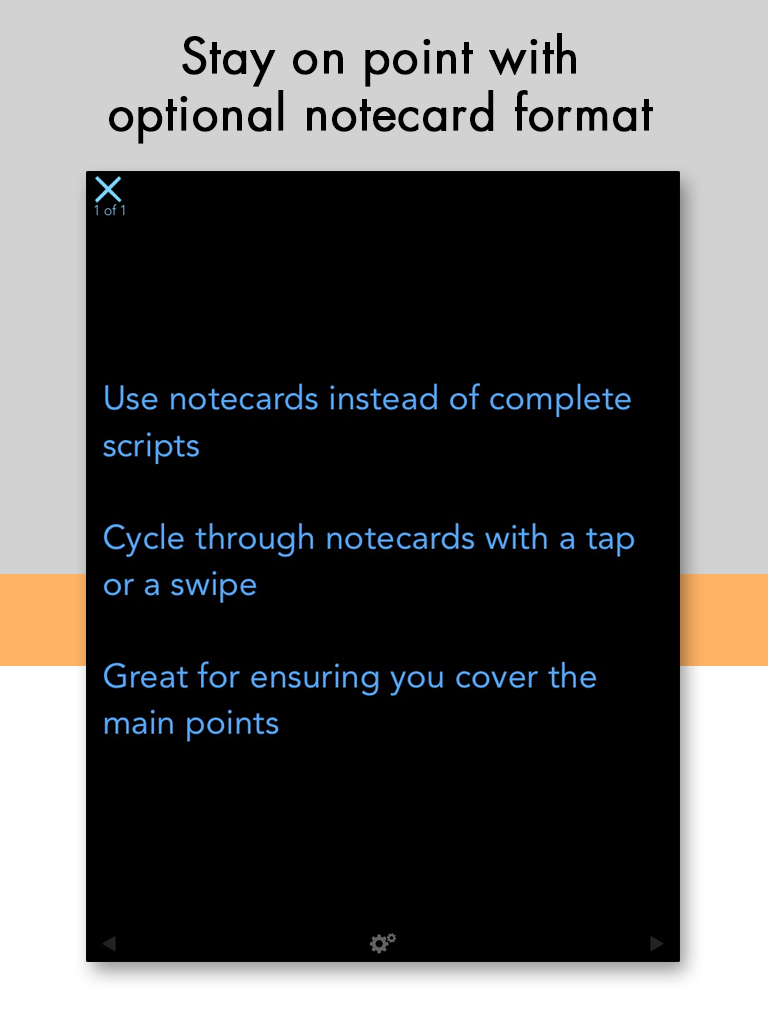 Stay on point with
optional notecard format
1 of 1
Use notecards instead of complete
scripts
Cycle through notecards with a tap
or a swipe
Great for ensuring you cover the
main points